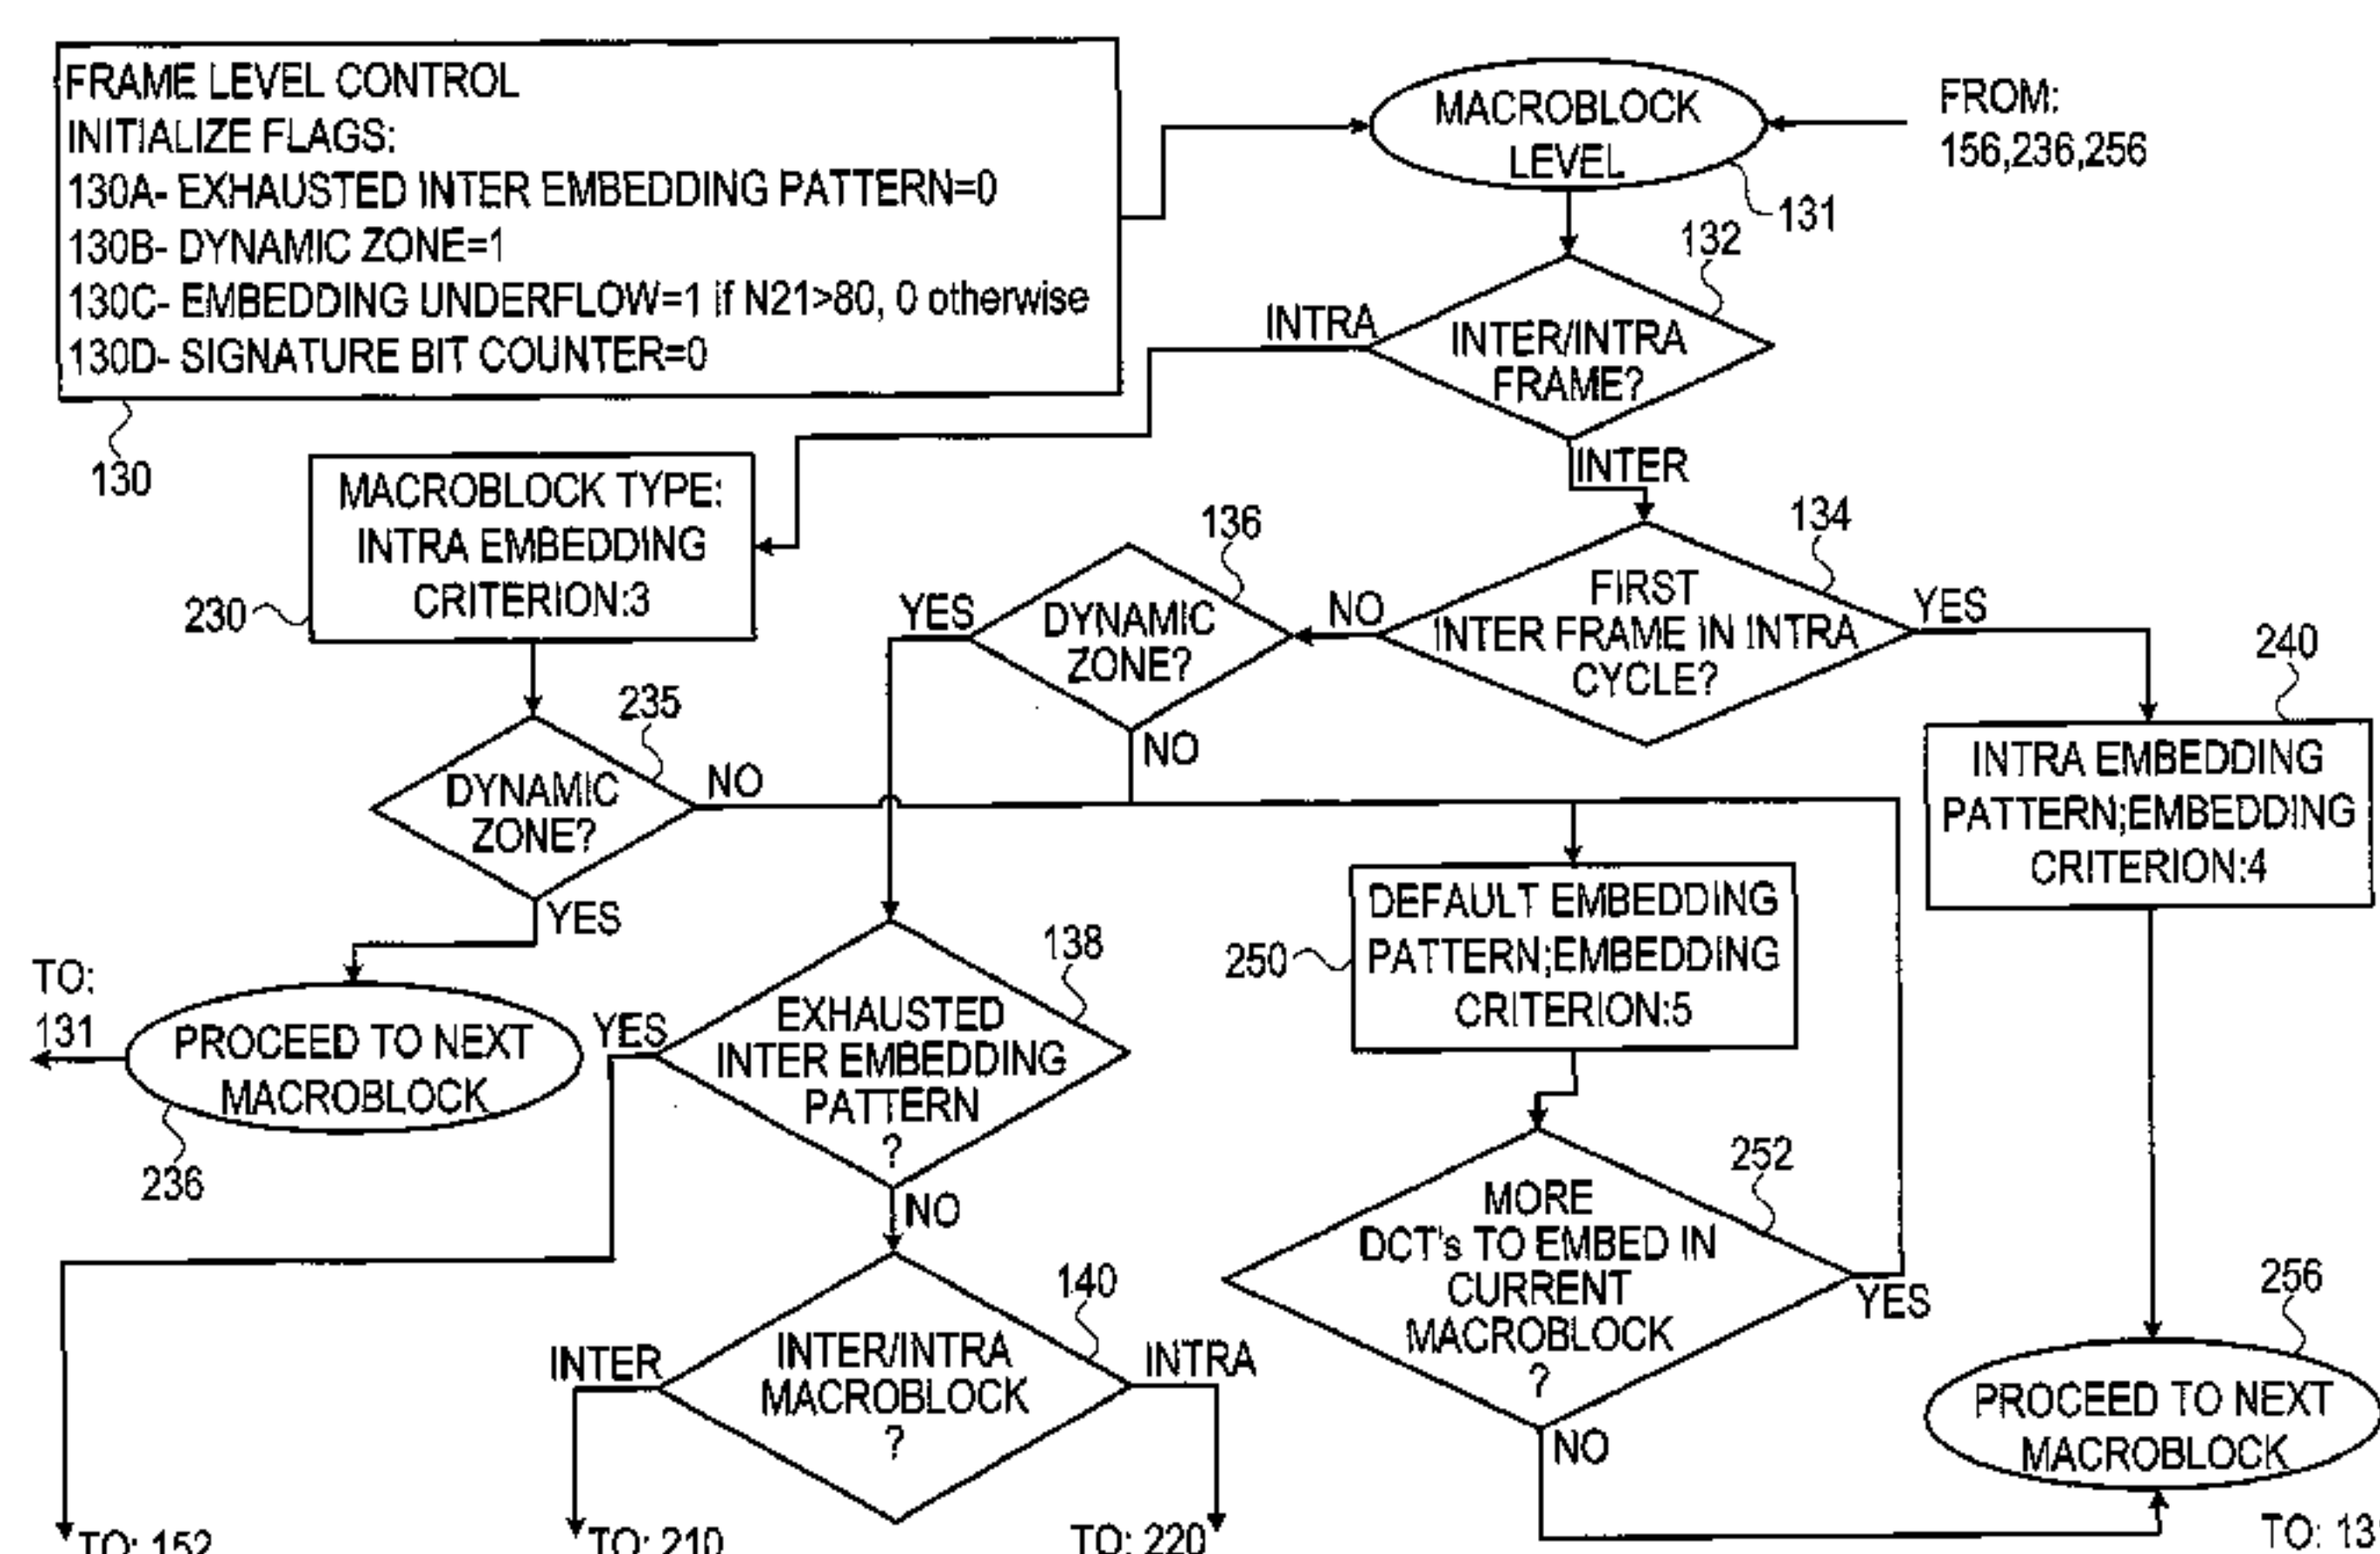 FRAME LEVEL CONTROL
INITIALIZE FLAGS:
130A- EXHAUSTED INTER EMBEDDING PATTERN=0
130B- DYNAMIC ZONE=1
130C- EMBEDDING UNDERFLOW=1 if N21>80, 0 otherwise
130D- SIGNATURE BIT COUNTER=0
130
MACROBLOCK
LEVEL
FROM:
156,236,256
131
132
INTRA
INTER/INTRA
FRAME?
INTER
MACROBLOCK TYPE:
INTRA EMBEDDING
CRITERION:3
230
136
YES
DYNAMIC
ZONE?
NO
NO
134
FIRST
INTER FRAME IN INTRA
CYCLE?
YES
240
INTRA EMBEDDING
PATTERN;EMBEDDING
CRITERION:4
235
DYNAMIC
ZONE?
NO
YES
TO:
131
PROCEED TO NEXT
MACROBLOCK
236
138
YES
EXHAUSTED
INTER EMBEDDING
PATTERN
?
NO
250
DEFAULT EMBEDDING
PATTERN;EMBEDDING
CRITERION:5
252
MORE
DCT's TO EMBED IN
CURRENT
MACROBLOCK
?
YES
NO
140
INTER
INTER/INTRA
MACROBLOCK
?
INTRA
256
PROCEED TO NEXT
MACROBLOCK
TO: 152
TO: 210
TO: 220
TO: 13